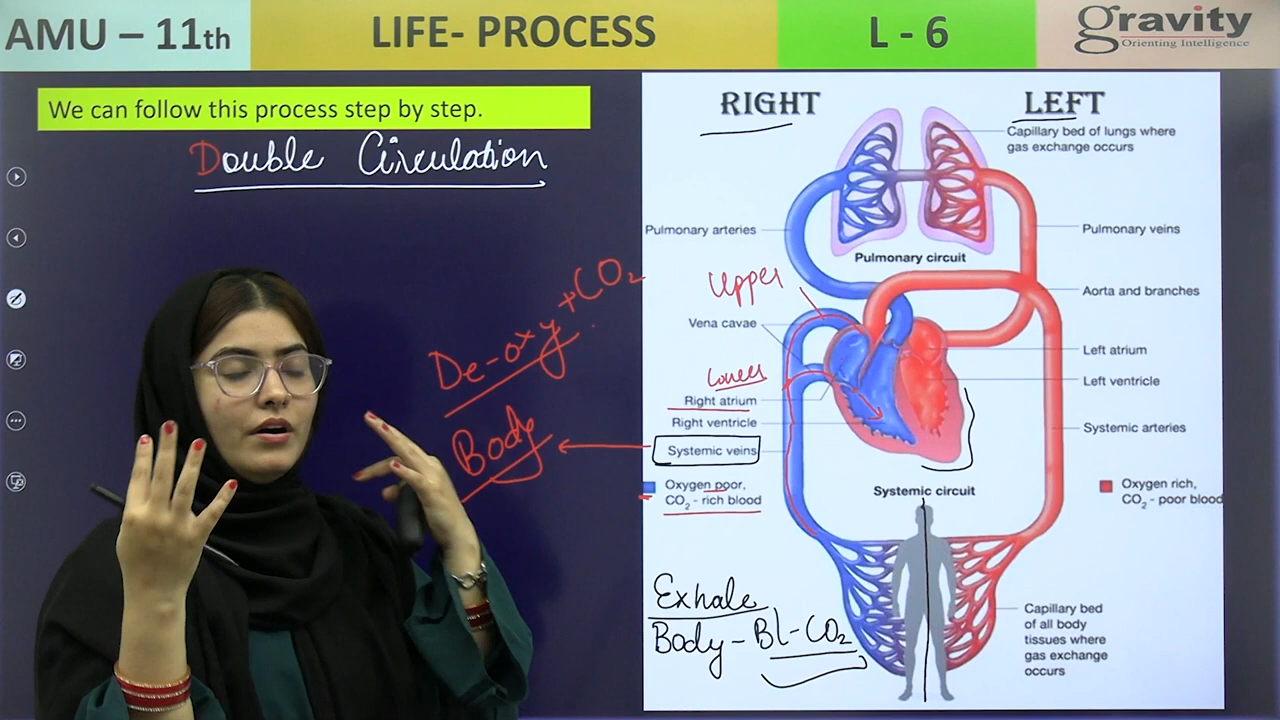 AMU – 11th
LIFE- PROCESS
L - 6
gravity
Orienting Intelligence
We can follow this process step by step.
Double Circulation
De-oxy + CO2
Body
RIGHT
LEFT
Capillary bed of lungs where
gas exchange occurs
Pulmonary arteries
Pulmonary veins
Pulmonary circuit
Upper
Aorta and branches
Vena cavae
Left atrium
Lower
Left ventricle
Right atrium
Right ventricle
Systemic arteries
Systemic veins
Oxygen poor,
CO2 - rich blood
Systemic circuit
Oxygen rich,
CO2 - poor blood
Exhale
Body - Bl - CO2
Capillary bed
of all body
tissues where
gas exchange
occurs